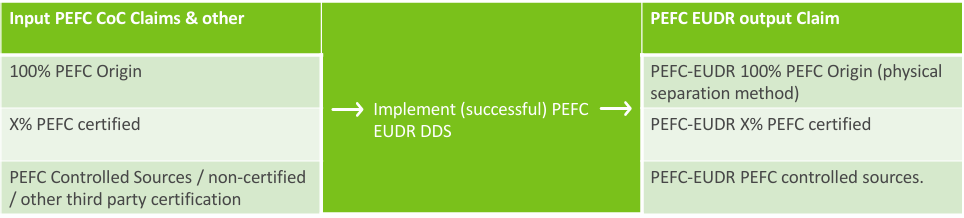 Input PEFC CoC Claims & other
PEFC EUDR output Claim
100% PEFC Origin
PEFC-EUDR 100% PEFC Origin (physical
separation method)
Implement (successful) PEFC
EUDR DDS
X% PEFC certified
PEFC-EUDR X% PEFC certified
PEFC Controlled Sources / non-certified
/ other third party certification
PEFC-EUDR PEFC controlled sources.